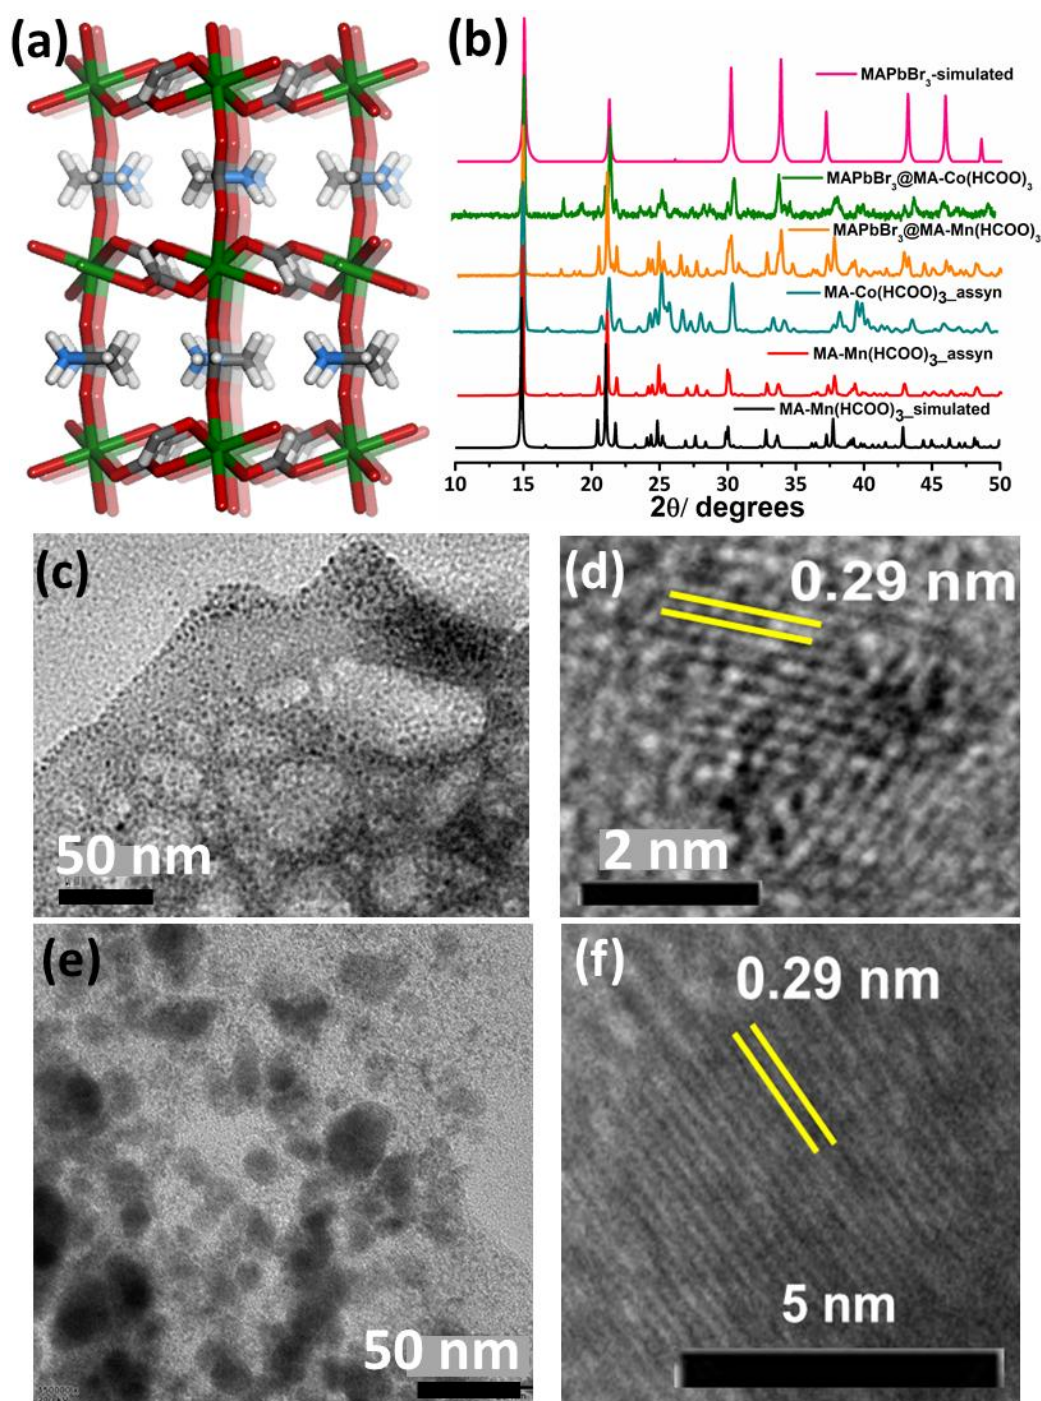 (a)
(b)
MAPbBr₃-simulated
MAPbBr₃@MA-Co(HCOO)₃
MAPbBr₃@MA-Mn(HCOO)₃
MA-Co(HCOO)₃_assyn
MA-Mn(HCOO)₃_assyn
MA-Mn(HCOO)₃_simulated
10 15 20 25 30 35 40 45 50
2θ/ degrees
(c)
50 nm
(d)
0.29 nm
2 nm
(e)
50 nm
(f)
0.29 nm
5 nm